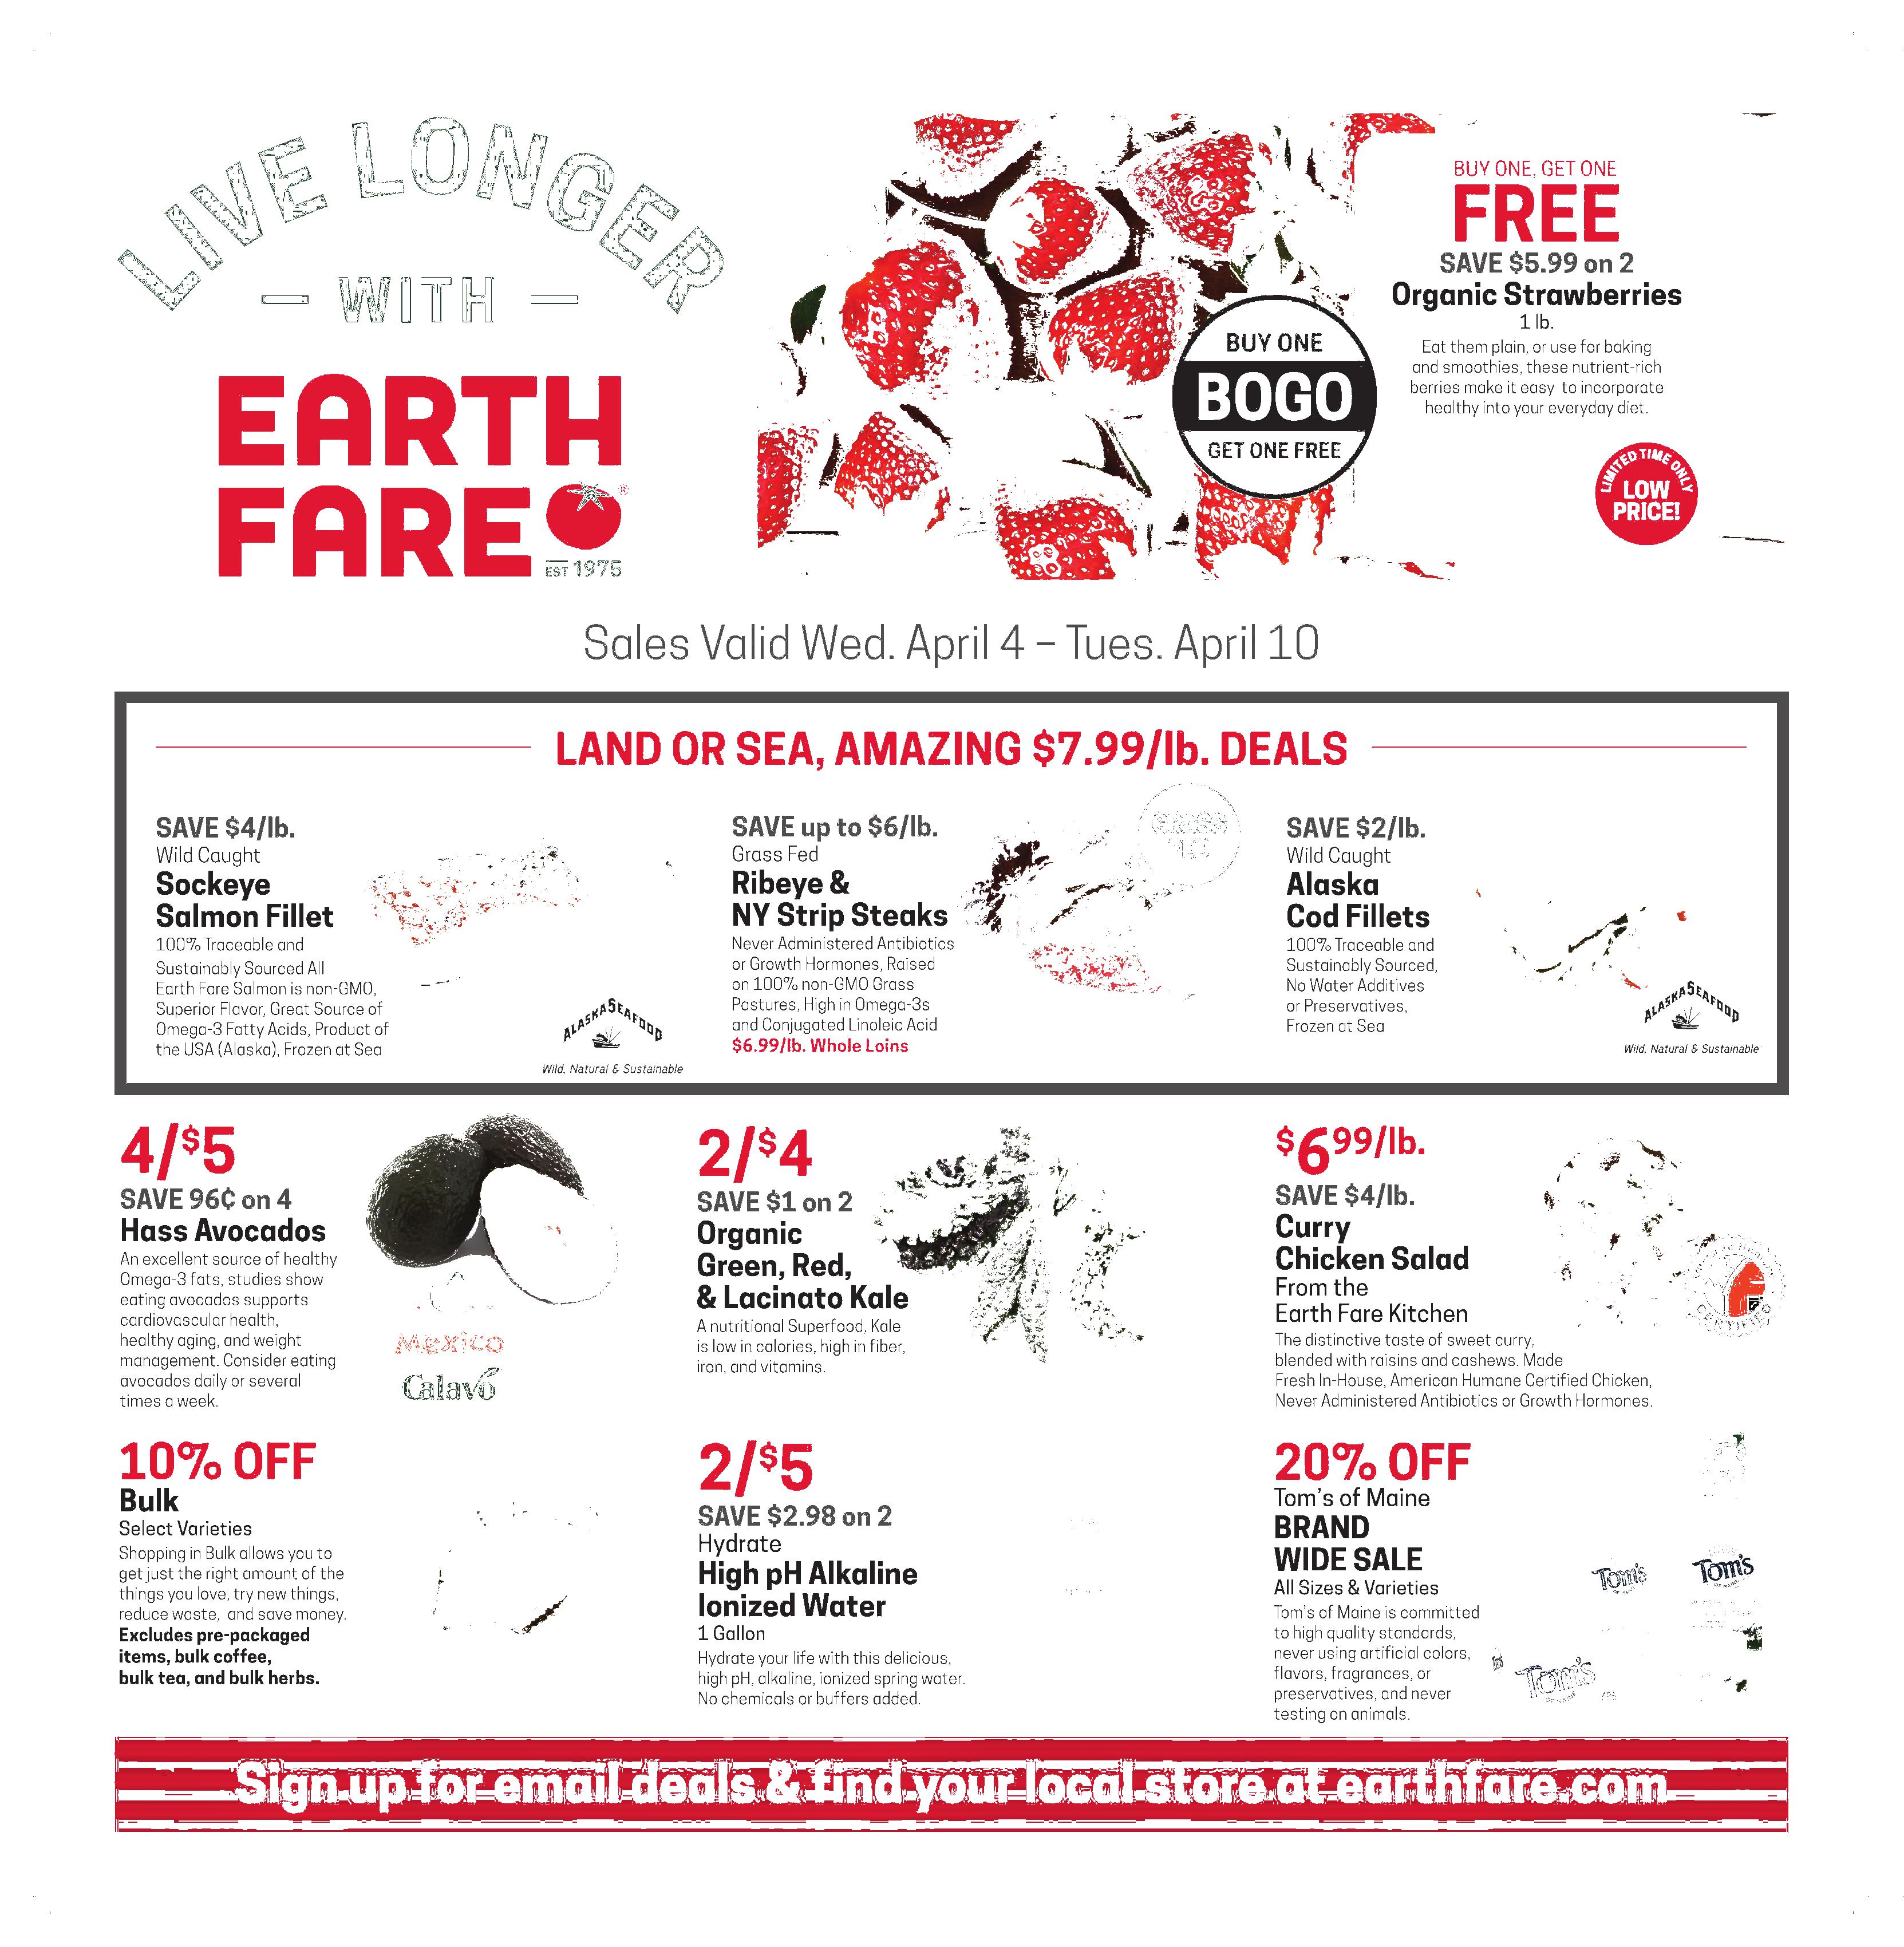 LIVE LONGER
WITH
EARTH
FARE®
EST 1975
BUY ONE
BOGO
GET ONE FREE
BUY ONE, GET ONE
FREE
SAVE $5.99 on 2
Organic Strawberries
1 lb.
Eat them plain, or use for baking
and smoothies, these nutrient-rich
berries make it easy to incorporate
healthy into your everyday diet.
LIMITED TIME ONLY
LOW
PRICE!
Sales Valid Wed. April 4 – Tues. April 10
LAND OR SEA, AMAZING $7.99/lb. DEALS
SAVE $4/lb.
Wild Caught
Sockeye
Salmon Fillet
100% Traceable and
Sustainably Sourced All
Earth Fare Salmon is non-GMO,
Superior Flavor, Great Source of
Omega-3 Fatty Acids, Product of
the USA (Alaska), Frozen at Sea
ALASKA SEAFOOD
Wild, Natural & Sustainable
SAVE up to $6/lb.
Grass Fed
Ribeye &
NY Strip Steaks
Never Administered Antibiotics
or Growth Hormones, Raised
on 100% non-GMO Grass
Pastures, High in Omega-3s
and Conjugated Linoleic Acid
$6.99/lb. Whole Loins
GRASS
FED
SAVE $2/lb.
Wild Caught
Alaska
Cod Fillets
100% Traceable and
Sustainably Sourced,
No Water Additives
or Preservatives,
Frozen at Sea
ALASKA SEAFOOD
Wild, Natural & Sustainable
4/$5
SAVE 96¢ on 4
Hass Avocados
An excellent source of healthy
Omega-3 fats, studies show
eating avocados supports
cardiovascular health,
healthy aging, and weight
management. Consider eating
avocados daily or several
times a week.
Mexico
Calavo
2/$4
SAVE $1 on 2
Organic
Green, Red,
& Lacinato Kale
A nutritional Superfood, Kale
is low in calories, high in fiber,
iron, and vitamins.
$6 99/lb.
SAVE $4/lb.
Curry
Chicken Salad
From the
Earth Fare Kitchen
The distinctive taste of sweet curry,
blended with raisins and cashews. Made
Fresh In-House, American Humane Certified Chicken,
Never Administered Antibiotics or Growth Hormones.
CERTIFIED
10% OFF
Bulk
Select Varieties
Shopping in Bulk allows you to
get just the right amount of the
things you love, try new things,
reduce waste, and save money.
Excludes pre-packaged
items, bulk coffee,
bulk tea, and bulk herbs.
2/$5
SAVE $2.98 on 2
Hydrate
High pH Alkaline
Ionized Water
1 Gallon
Hydrate your life with this delicious,
high pH, alkaline, ionized spring water.
No chemicals or buffers added.
20% OFF
Tom's of Maine
BRAND
WIDE SALE
All Sizes & Varieties
Tom's of Maine is committed
to high quality standards,
never using artificial colors,
flavors, fragrances, or
preservatives, and never
testing on animals.
Tom's
Tom's
OF MAINE
Tom's
OF MAINE
Sign up for email deals & find your local store at earthfare.com